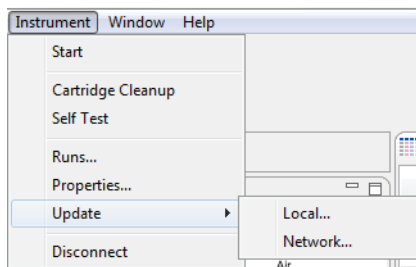 Instrument Window Help
Start
Cartridge Cleanup
Self Test
Runs...
Properties...
Update
Local...
Network...
Disconnect
Air